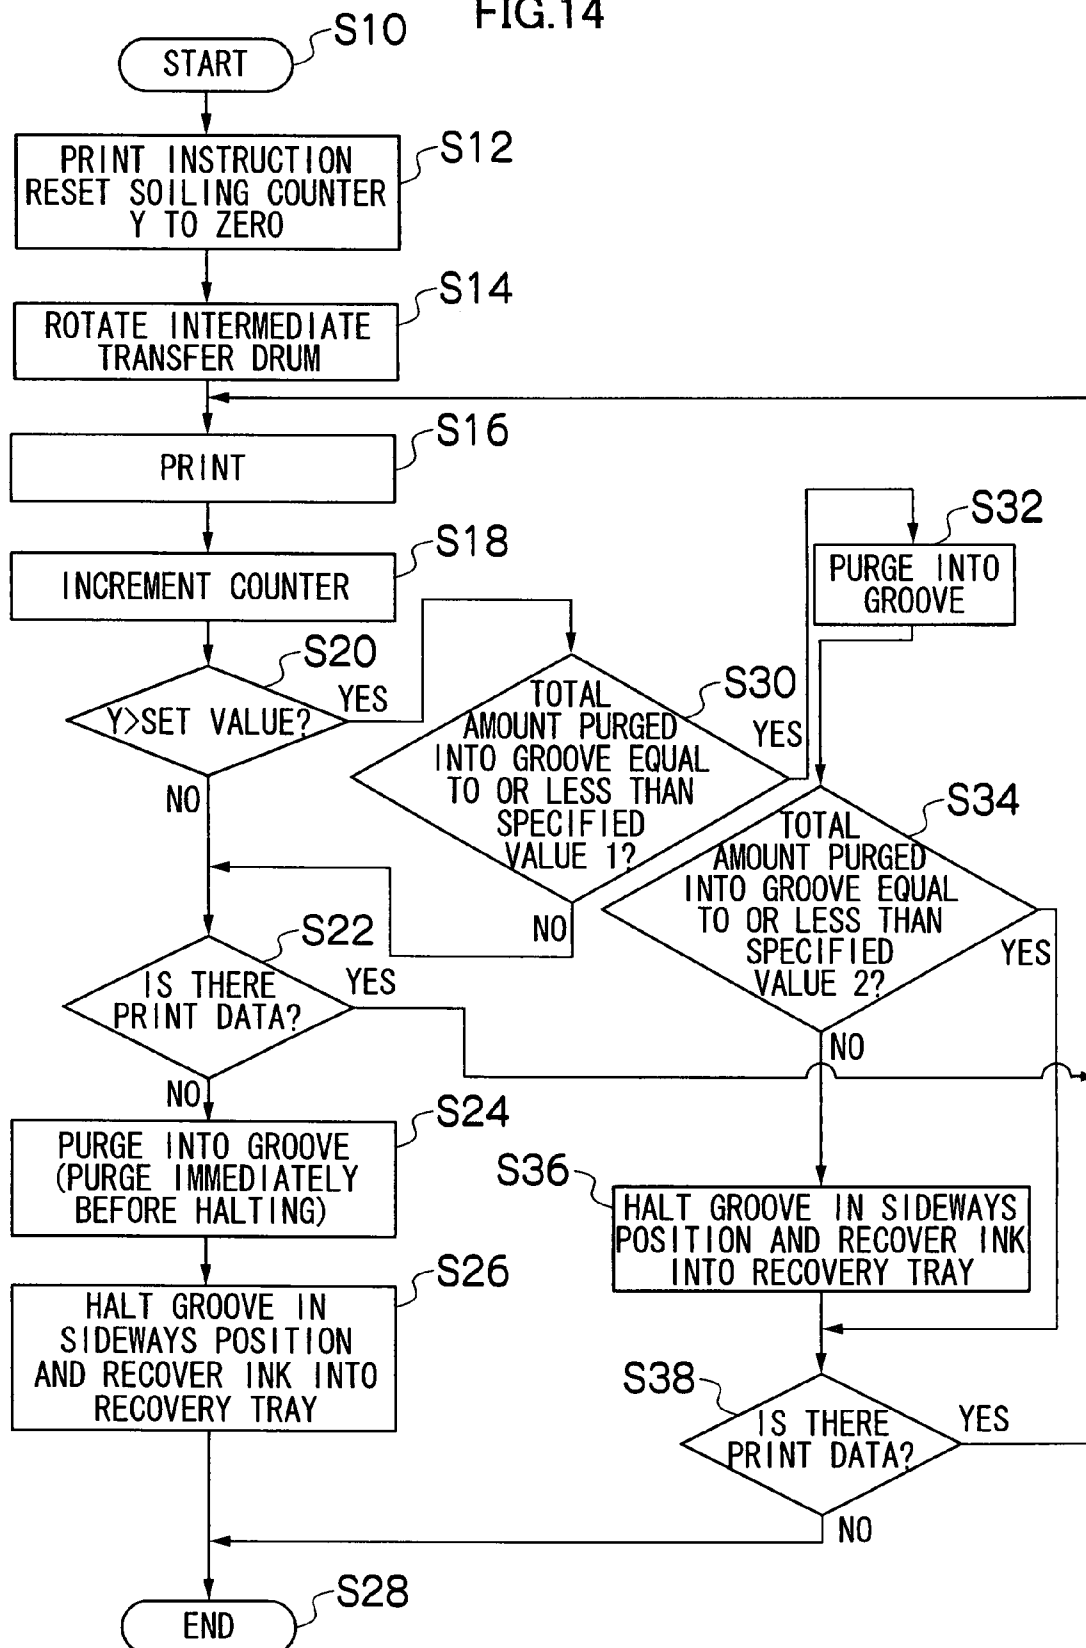 FIG.14
S10
START
S12
PRINT INSTRUCTION
RESET SOILING COUNTER
Y TO ZERO
S14
ROTATE INTERMEDIATE
TRANSFER DRUM
S16
PRINT
S18
INCREMENT COUNTER
S20
Y>SET VALUE?
YES
NO
S30
TOTAL
AMOUNT PURGED
INTO GROOVE EQUAL
TO OR LESS THAN
SPECIFIED
VALUE 1?
YES
NO
S32
PURGE INTO
GROOVE
S34
TOTAL
AMOUNT PURGED
INTO GROOVE EQUAL
TO OR LESS THAN
SPECIFIED
VALUE 2?
YES
NO
S22
IS THERE
PRINT DATA?
YES
NO
S24
PURGE INTO GROOVE
(PURGE IMMEDIATELY
BEFORE HALTING)
S26
HALT GROOVE IN
SIDEWAYS POSITION
AND RECOVER INK INTO
RECOVERY TRAY
S36
HALT GROOVE IN SIDEWAYS
POSITION AND RECOVER INK
INTO RECOVERY TRAY
S38
IS THERE
PRINT DATA?
YES
NO
S28
END